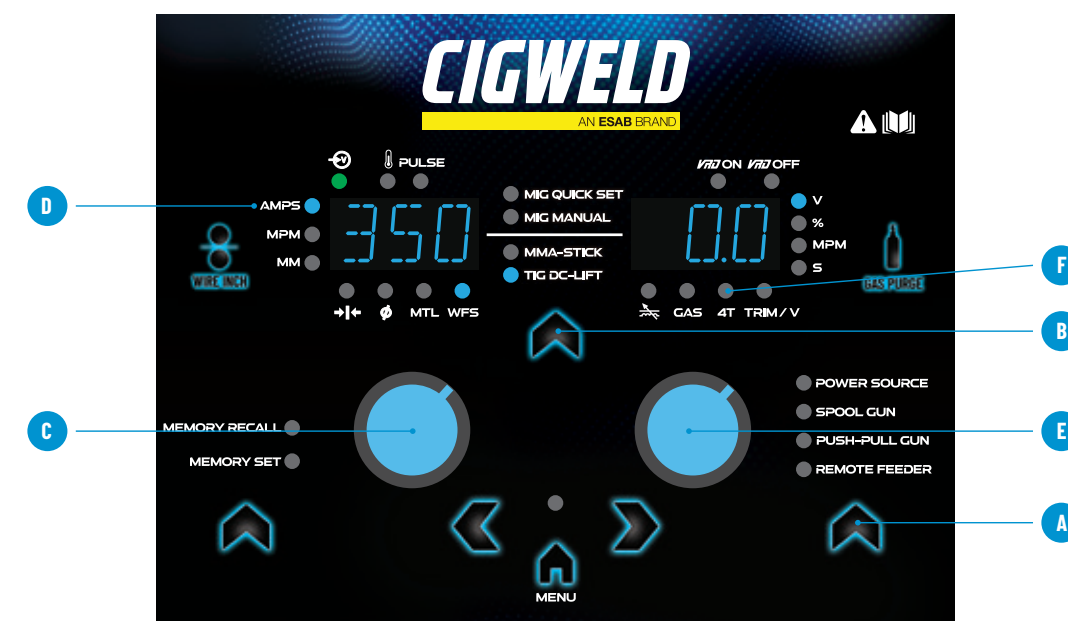 CIGWELD
AN ESAB BRAND
PULSE
VRD ON VRD OFF
D
AMPS
MPM
MM
WIRE INCH
350
MIG QUICK SET
MIG MANUAL
MMA-STICK
TIG DC-LIFT
0.0
V
%
MPM
S
GAS PURGE
F
MTL WFS
GAS 4T TRIM/V
B
C
MEMORY RECALL
MEMORY SET
POWER SOURCE
SPOOL GUN
PUSH-PULL GUN
REMOTE FEEDER
E
A
MENU